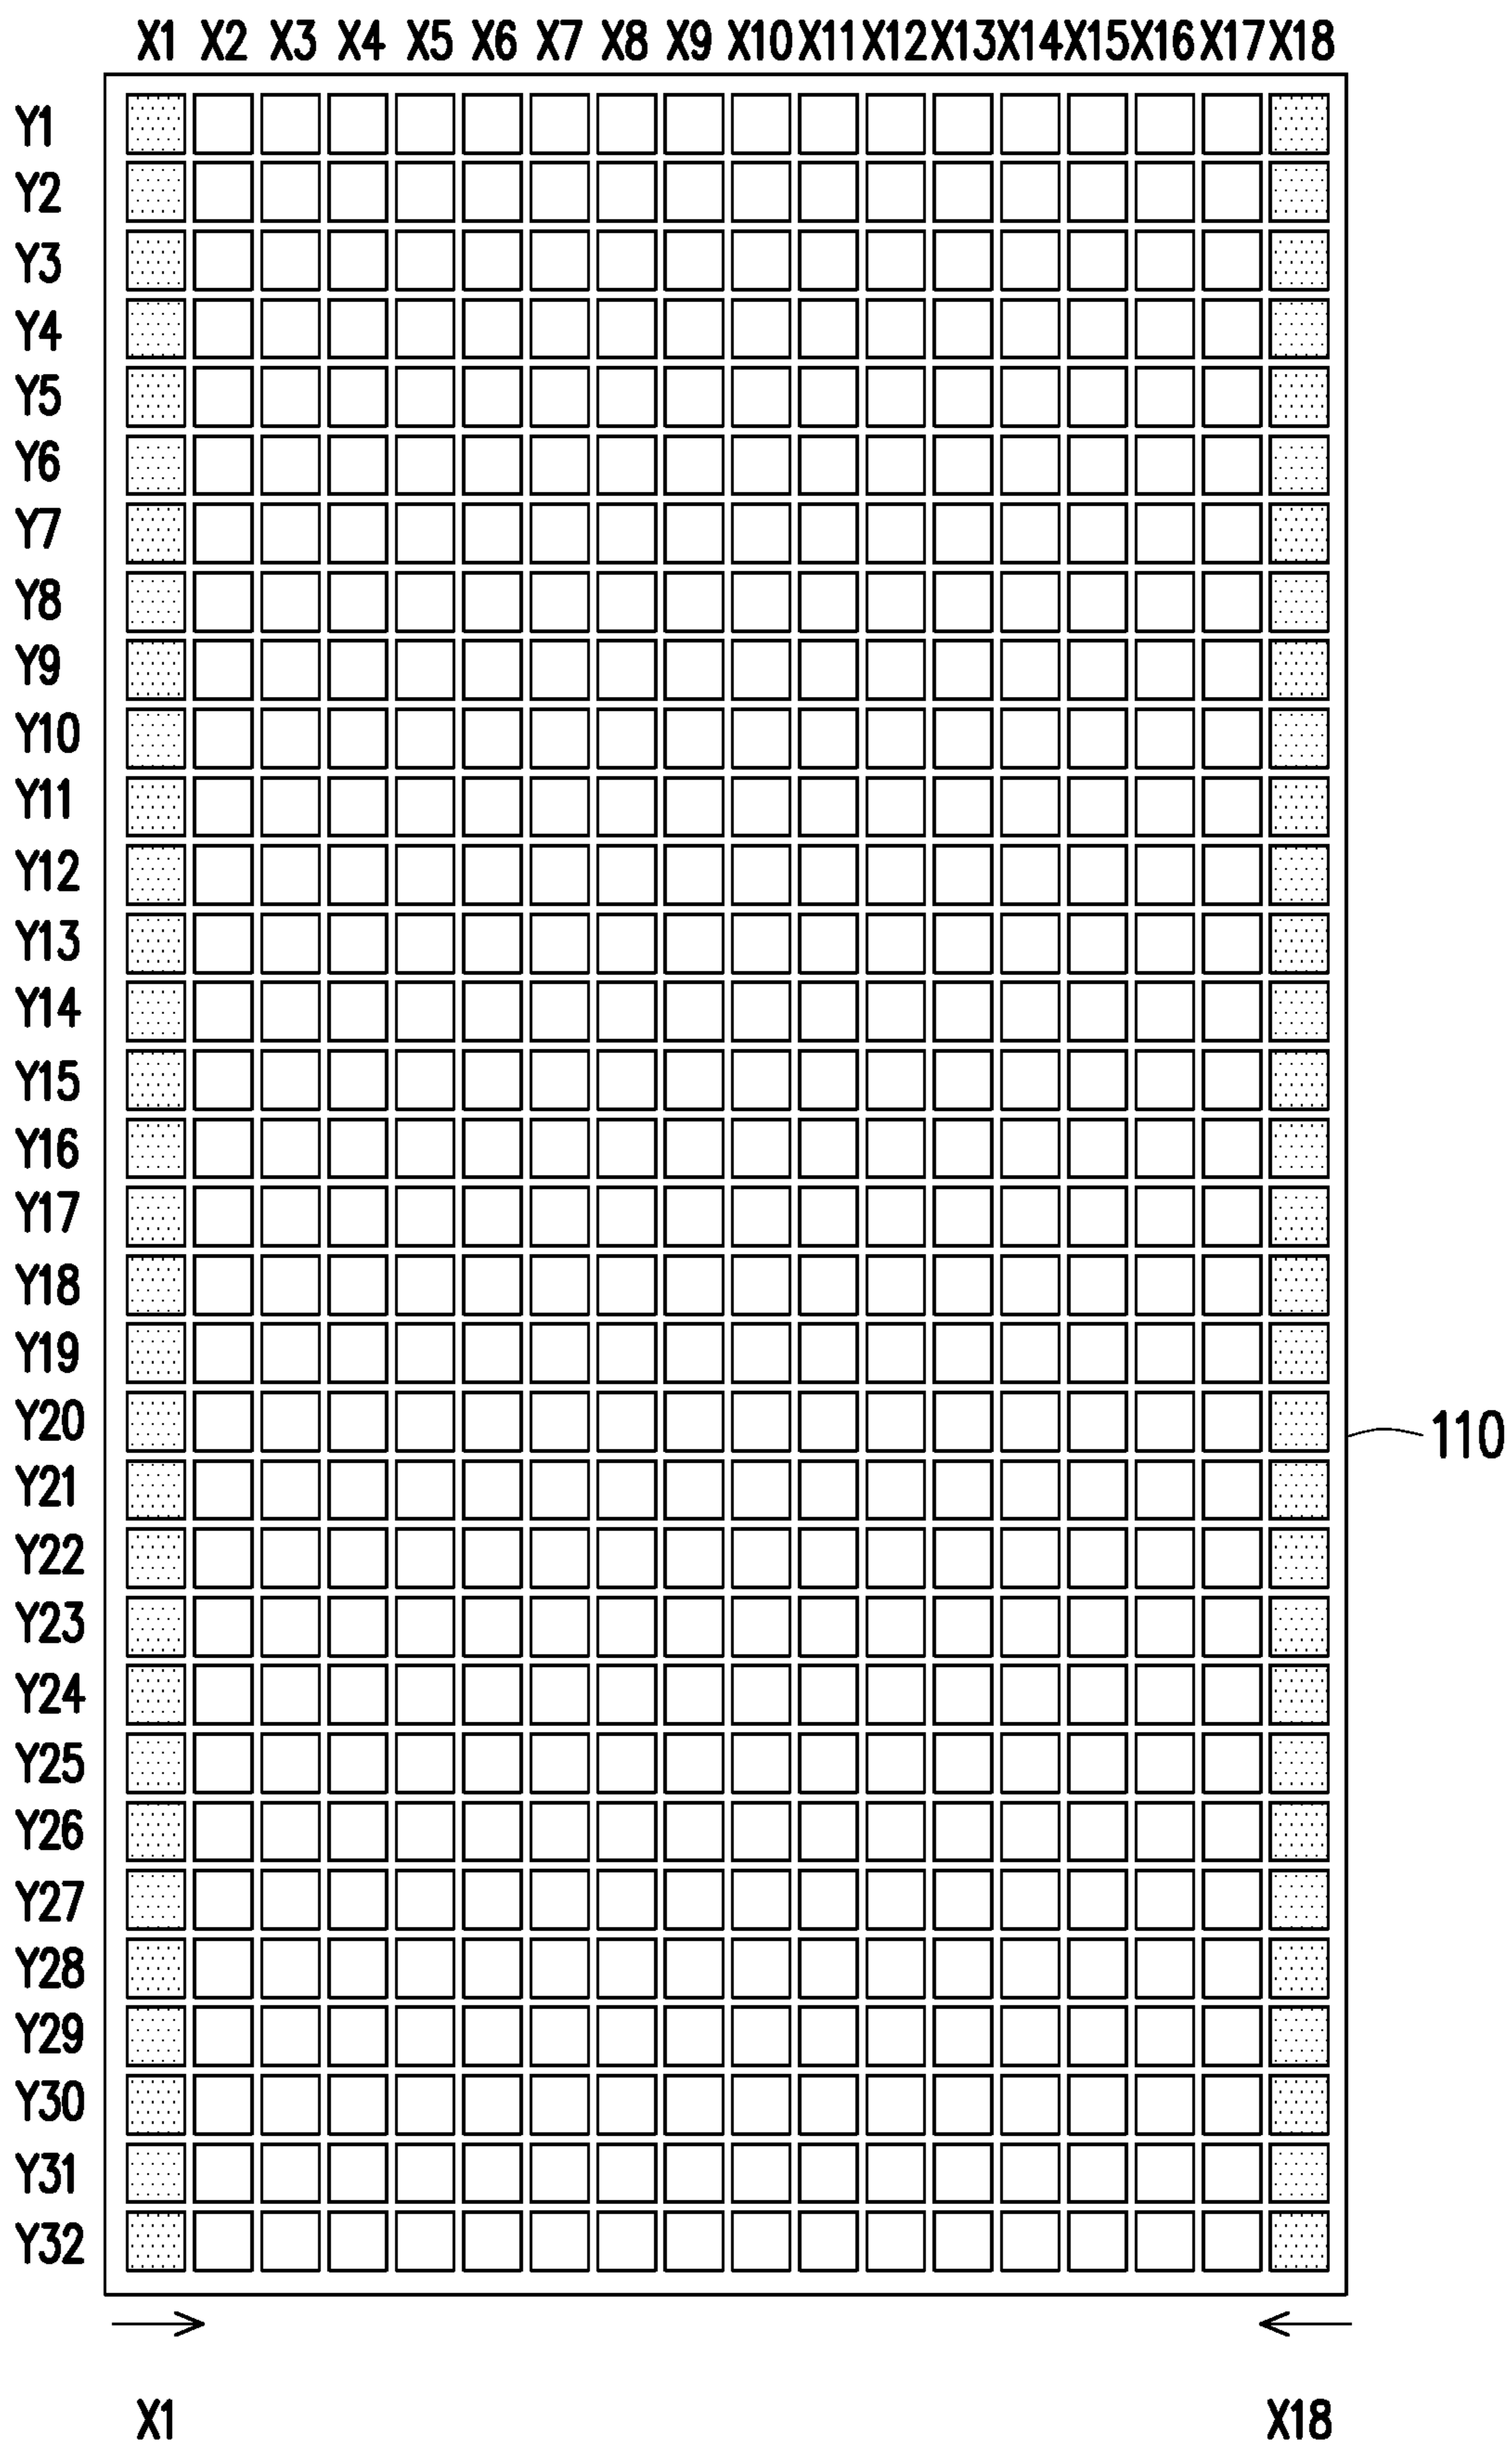 X1 X2 X3 X4 X5 X6 X7 X8 X9 X10 X11 X12 X13 X14 X15 X16 X17 X18
Y1
Y2
Y3
Y4
Y5
Y6
Y7
Y8
Y9
Y10
Y11
Y12
Y13
Y14
Y15
Y16
Y17
Y18
Y19
Y20
110
Y21
Y22
Y23
Y24
Y25
Y26
Y27
Y28
Y29
Y30
Y31
Y32
X1 X18